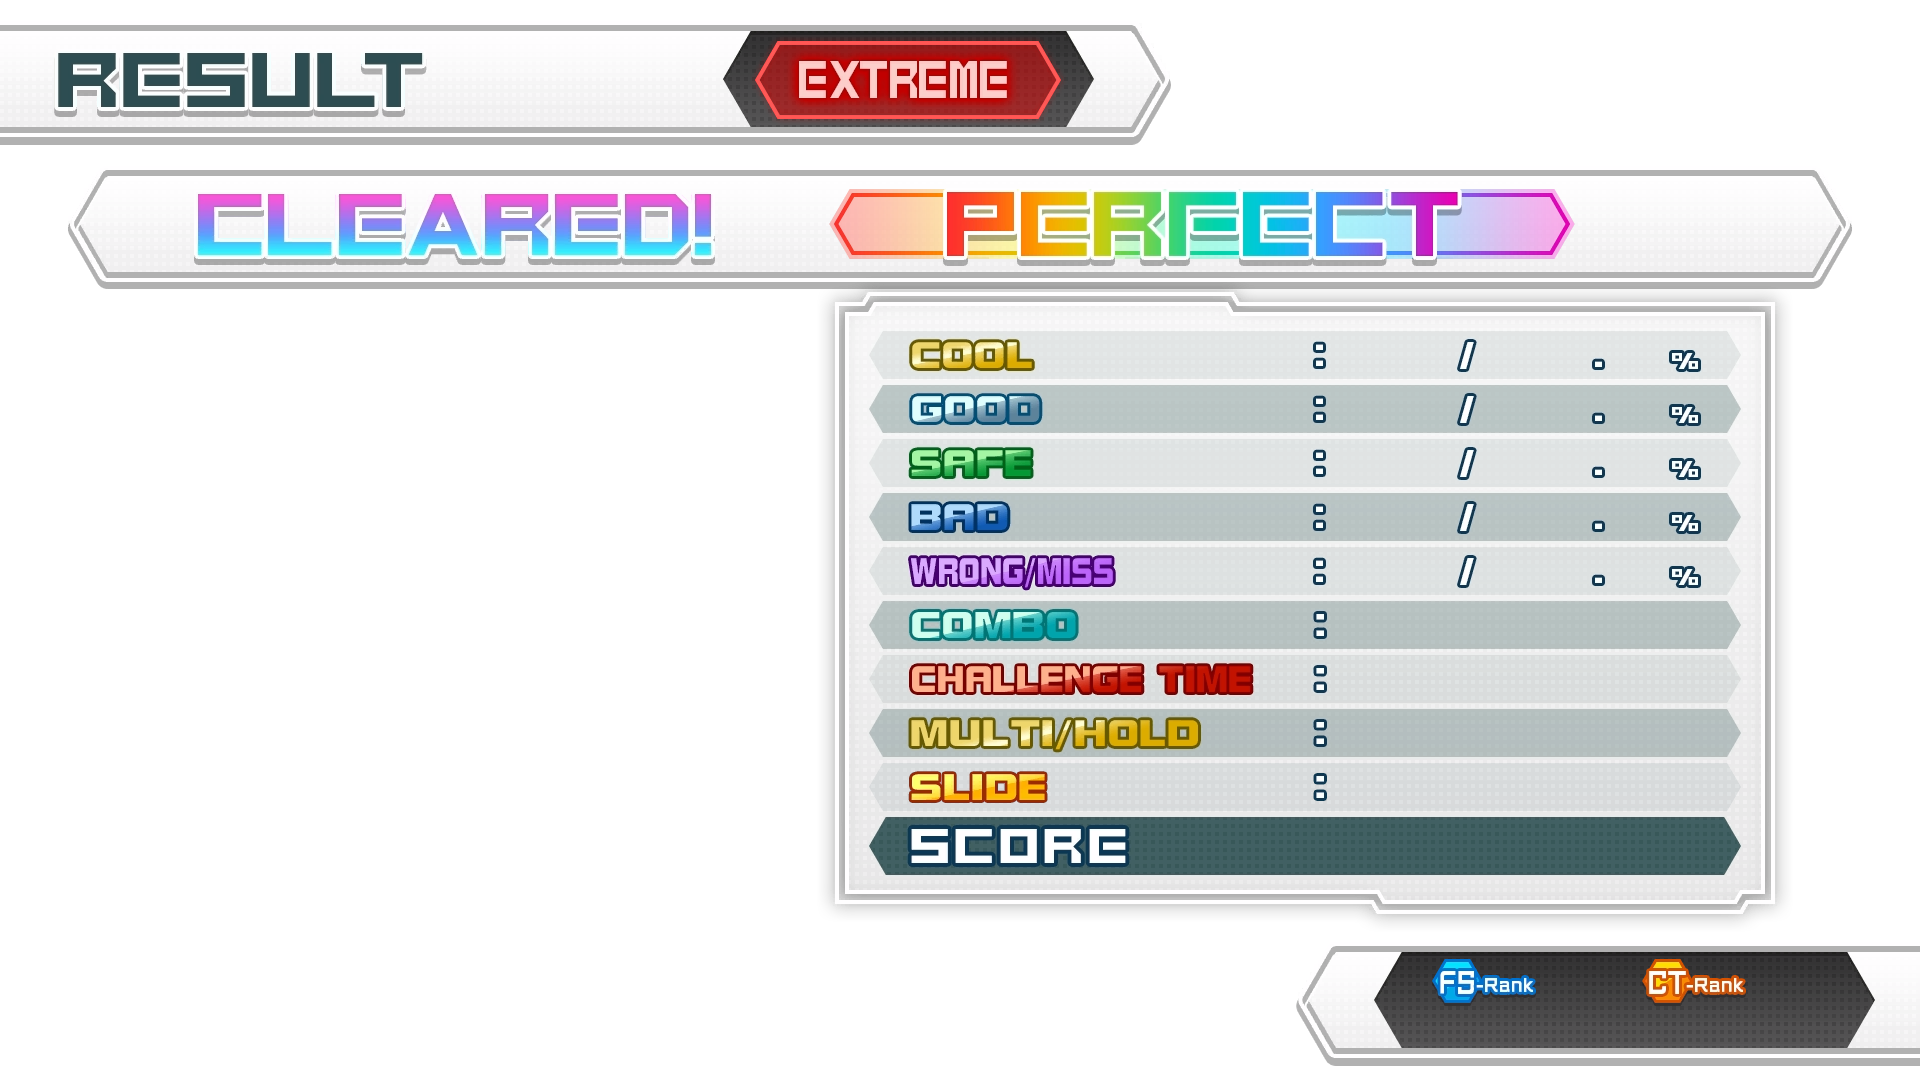 RESULT EXTREME
CLEARED! PERFECT
COOL : / . %
GOOD : / . %
SAFE : / . %
BAD : / . %
WRONG/MISS : / . %
COMBO :
CHALLENGE TIME :
MULTI/HOLD :
SLIDE :
SCORE
FS-Rank CT-Rank